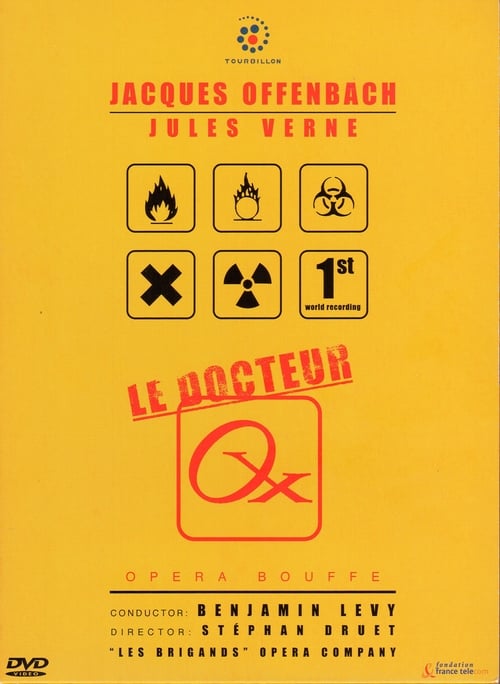 TOURBILLON
JACQUES OFFENBACH
JULES VERNE
1st
world recording
LE DOCTEUR
OX
OPERA BOUFFE
CONDUCTOR: BENJAMIN LEVY
DIRECTOR: STÉPHAN DRUET
"LES BRIGANDS" OPERA COMPANY
DVD
VIDEO
fondation
france telecom